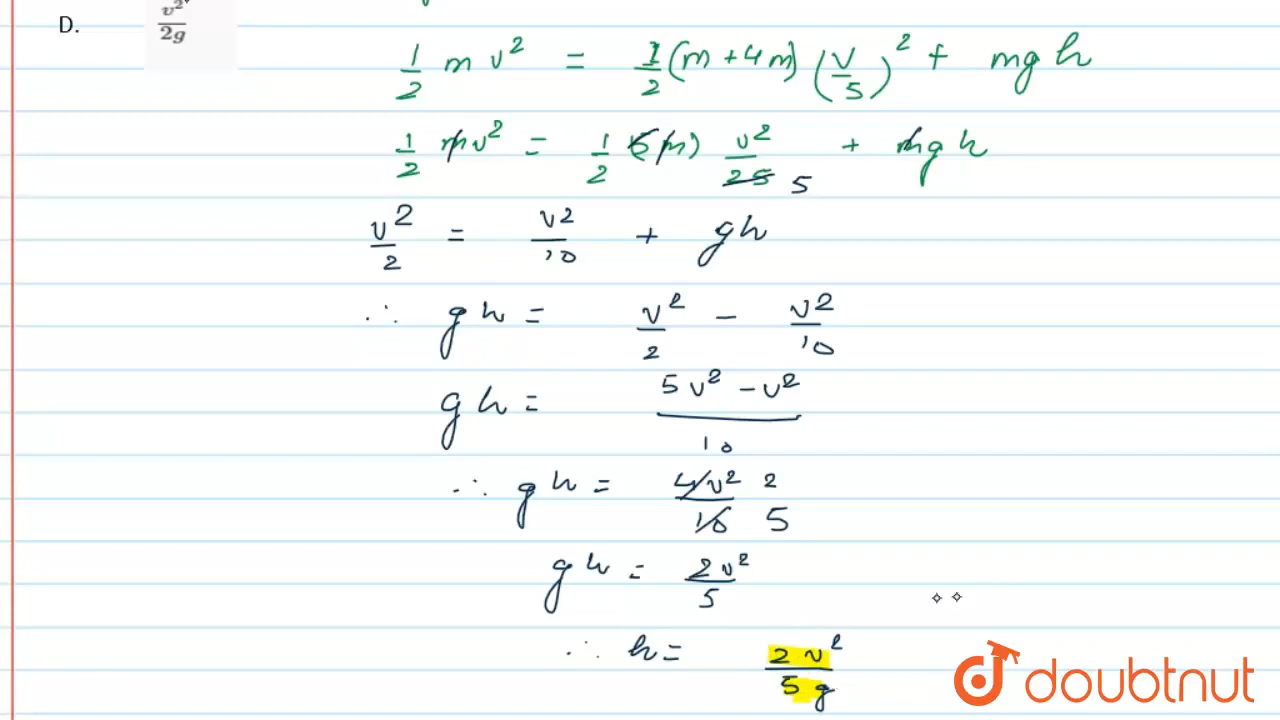 D. v²/2g
1/2 m v² = 1/2 (m + 4m) (v/5)² + mgh
1/2 mv² = 1/2 (5m) v²/25 5 + mgh
v²/2 = v²/10 + gh
∴ gh = v²/2 - v²/10
gh = 5v² - v²/10
∴ gh = 4v²/10 2/5
gh = 2v²/5
∴ h = 2v²/5g
doubtnut